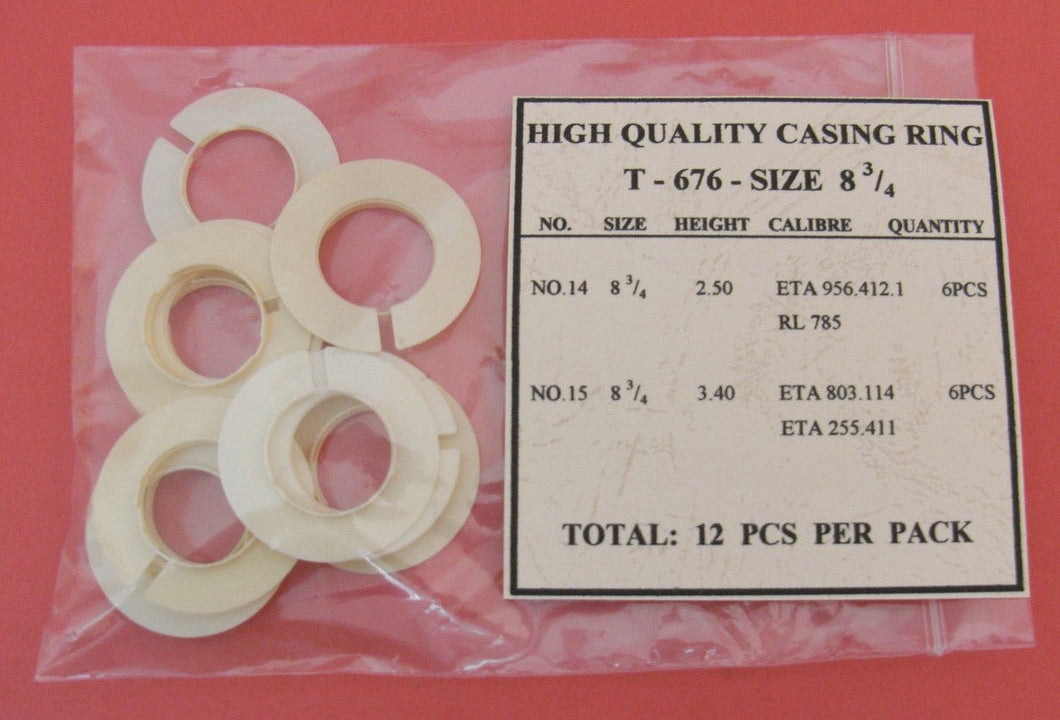 HIGH QUALITY CASING RING
T - 676 - SIZE 8 3/4
NO. SIZE HEIGHT CALIBRE QUANTITY
NO.14 8 3/4 2.50 ETA 956.412.1 6PCS
RL 785
NO.15 8 3/4 3.40 ETA 803.114 6PCS
ETA 255.411
TOTAL: 12 PCS PER PACK